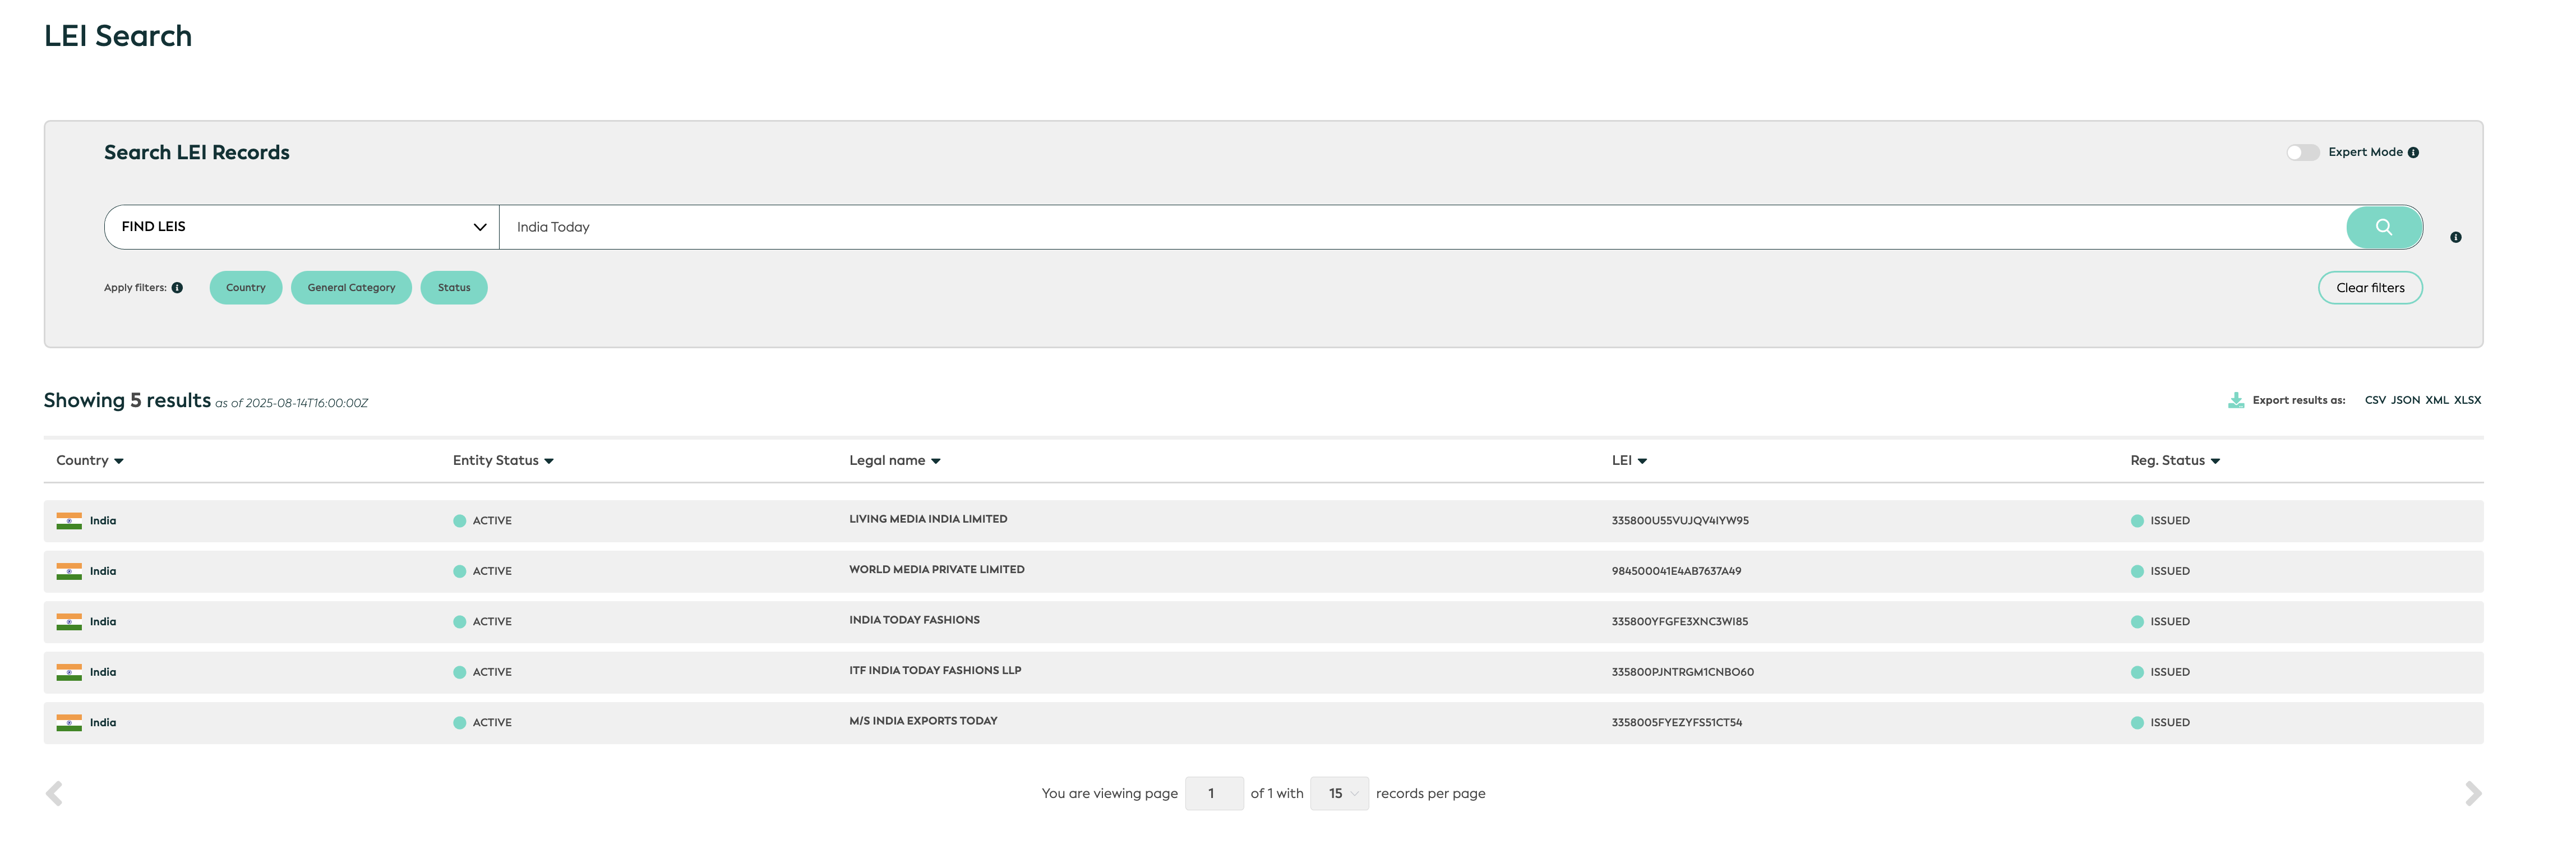 LEI Search
Search LEI Records
Expert Mode
FIND LEIS India Today
Apply filters: Country General Category Status Clear filters
Showing 5 results as of 2025-08-14T16:00:00Z Export results as: CSV JSON XML XLSX
Country Entity Status Legal name LEI Reg. Status
India ACTIVE LIVING MEDIA INDIA LIMITED 335800U55VUJQV4IYW95 ISSUED
India ACTIVE WORLD MEDIA PRIVATE LIMITED 984500041E4AB7637A49 ISSUED
India ACTIVE INDIA TODAY FASHIONS 335800YFGFE3XNC3WI85 ISSUED
India ACTIVE ITF INDIA TODAY FASHIONS LLP 335800PJNTRGM1CNBO60 ISSUED
India ACTIVE M/S INDIA EXPORTS TODAY 3358005FYEZYFS51CT54 ISSUED
You are viewing page 1 of 1 with 15 records per page